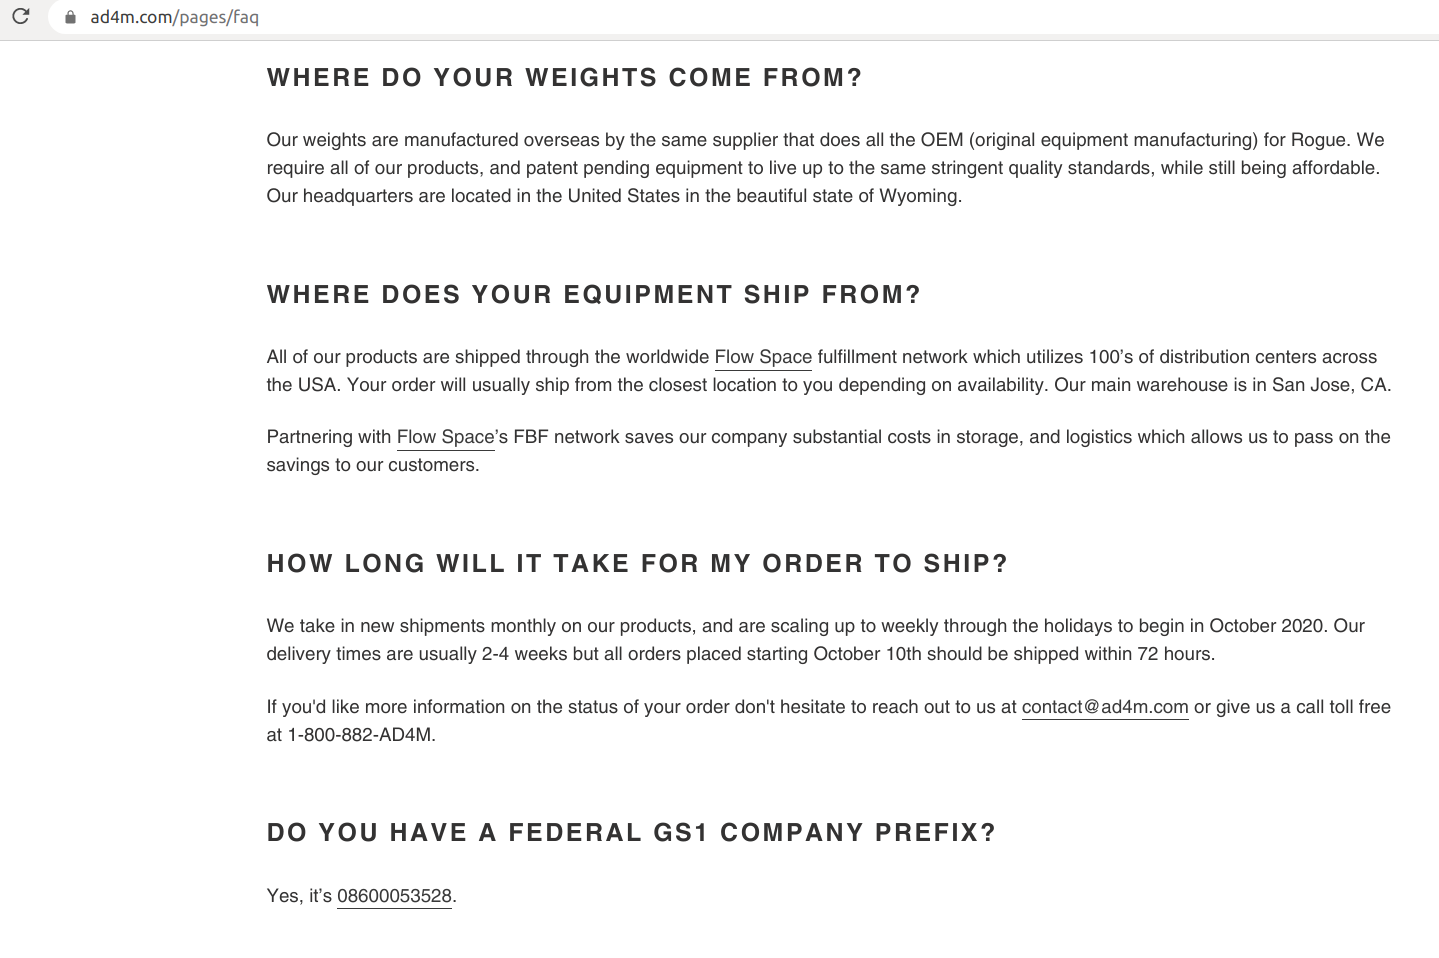 ad4m.com/pages/faq
WHERE DO YOUR WEIGHTS COME FROM?
Our weights are manufactured overseas by the same supplier that does all the OEM (original equipment manufacturing) for Rogue. We
require all of our products, and patent pending equipment to live up to the same stringent quality standards, while still being affordable.
Our headquarters are located in the United States in the beautiful state of Wyoming.
WHERE DOES YOUR EQUIPMENT SHIP FROM?
All of our products are shipped through the worldwide Flow Space fulfillment network which utilizes 100’s of distribution centers across
the USA. Your order will usually ship from the closest location to you depending on availability. Our main warehouse is in San Jose, CA.
Partnering with Flow Space’s FBF network saves our company substantial costs in storage, and logistics which allows us to pass on the
savings to our customers.
HOW LONG WILL IT TAKE FOR MY ORDER TO SHIP?
We take in new shipments monthly on our products, and are scaling up to weekly through the holidays to begin in October 2020. Our
delivery times are usually 2-4 weeks but all orders placed starting October 10th should be shipped within 72 hours.
If you'd like more information on the status of your order don't hesitate to reach out to us at contact@ad4m.com or give us a call toll free
at 1-800-882-AD4M.
DO YOU HAVE A FEDERAL GS1 COMPANY PREFIX?
Yes, it’s 08600053528.